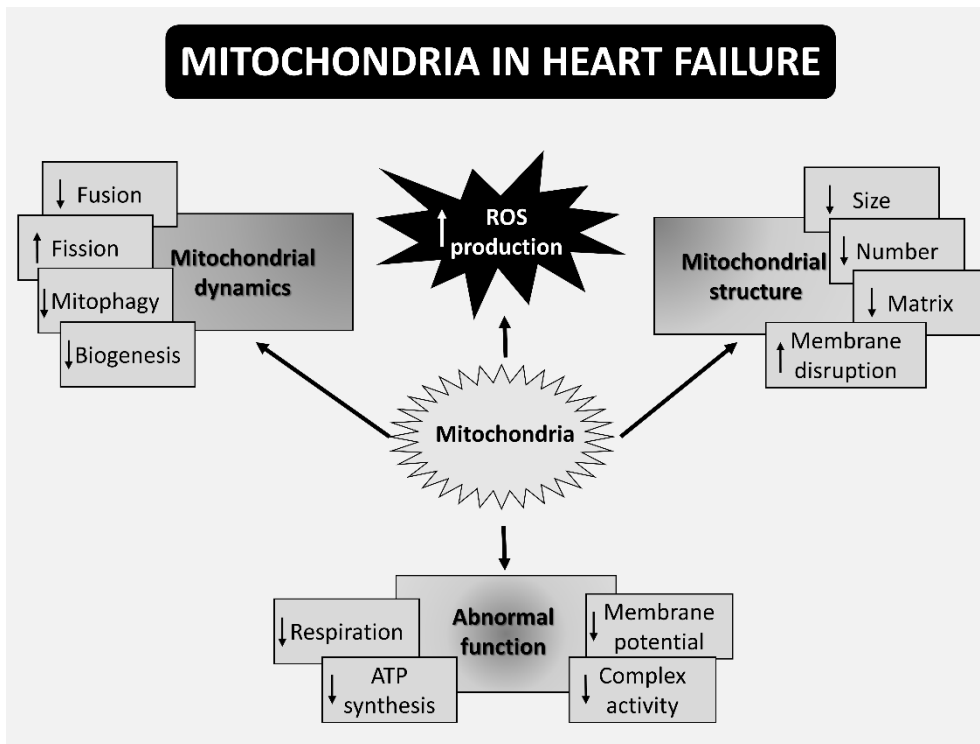 MITOCHONDRIA IN HEART FAILURE
↓ Fusion
↑ Fission
↓ Mitophagy
↓ Biogenesis
Mitochondrial
dynamics
↑ ROS
production
Mitochondrial
structure
↓ Size
↓ Number
↓ Matrix
↑ Membrane
disruption
Mitochondria
Abnormal
function
↓ Respiration
↓ ATP
synthesis
↓ Membrane
potential
↓ Complex
activity